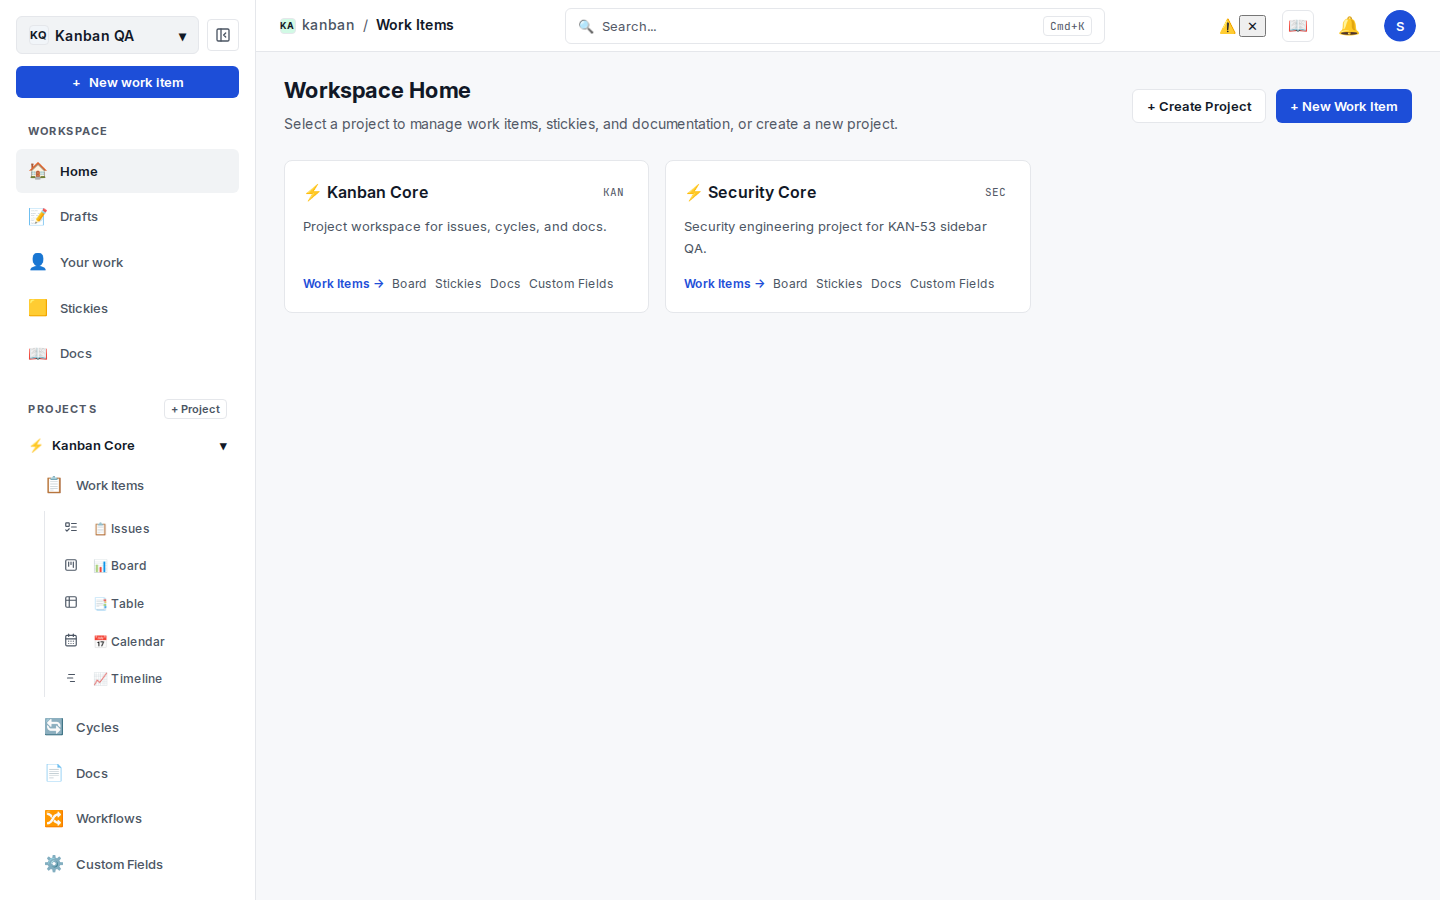 KQ Kanban QA ▾
+ New work item
WORKSPACE
Home
Drafts
Your work
Stickies
Docs
PROJECTS
+ Project
Kanban Core ▾
Work Items
Issues
Board
Table
Calendar
Timeline
Cycles
Docs
Workflows
Custom Fields
KA kanban / Work Items
Search...
Cmd+K
✕
S
Workspace Home
Select a project to manage work items, stickies, and documentation, or create a new project.
+ Create Project
+ New Work Item
Kanban Core
KAN
Project workspace for issues, cycles, and docs.
Work Items → Board Stickies Docs Custom Fields
Security Core
SEC
Security engineering project for KAN-53 sidebar
QA.
Work Items → Board Stickies Docs Custom Fields